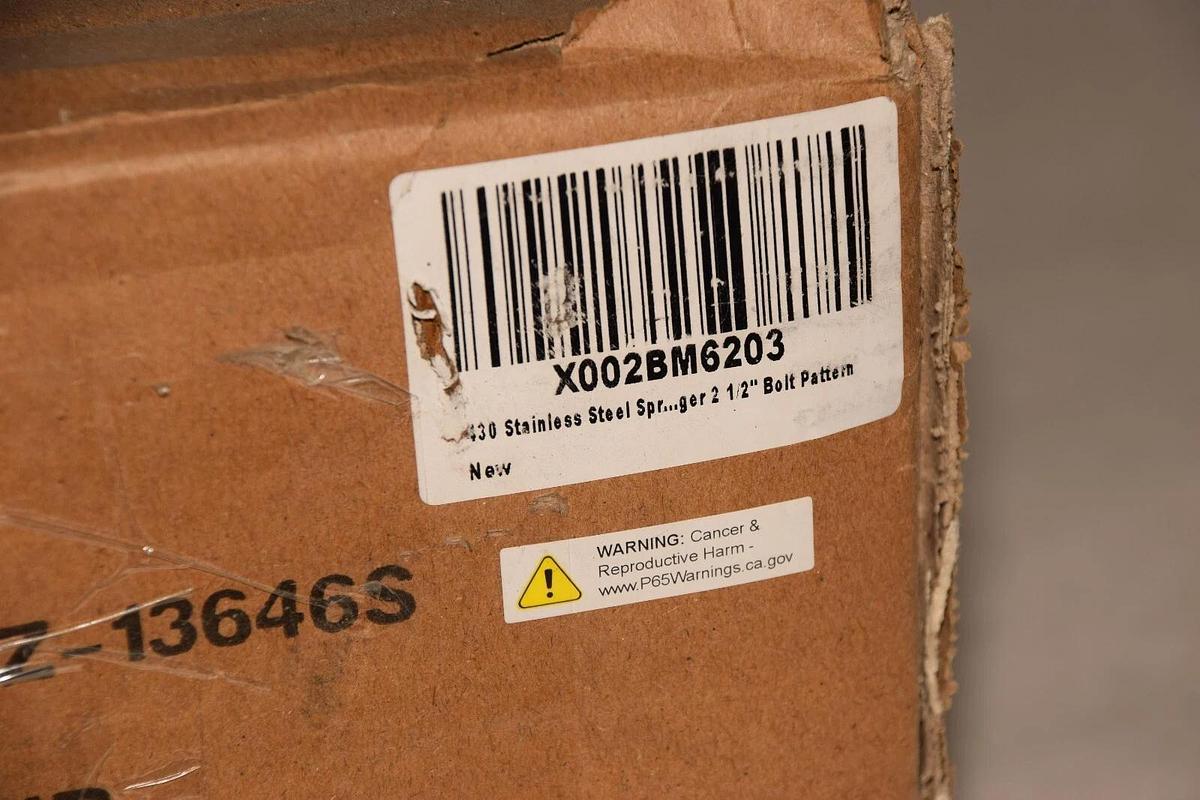 X002BM6203
430 Stainless Steel Spr...ger 2 1/2" Bolt Pattern
New
WARNING: Cancer &
Reproductive Harm -
www.P65Warnings.ca.gov
Z-13646S